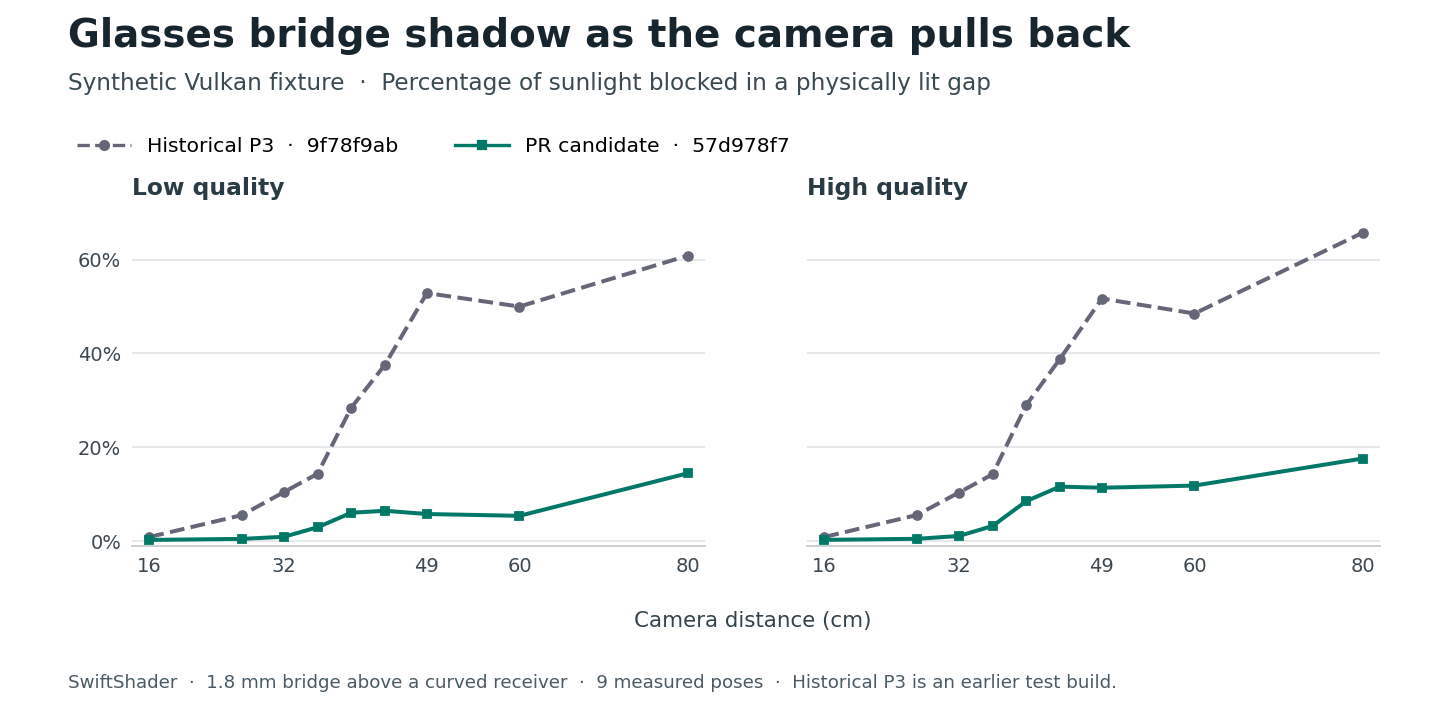 Glasses bridge shadow as the camera pulls back
Synthetic Vulkan fixture · Percentage of sunlight blocked in a physically lit gap
Historical P3 · 9f78f9ab
PR candidate · 57d978f7
Low quality
60%
40%
20%
0%
16 32 49 60 80
High quality
16 32 49 60 80
Camera distance (cm)
SwiftShader · 1.8 mm bridge above a curved receiver · 9 measured poses · Historical P3 is an earlier test build.